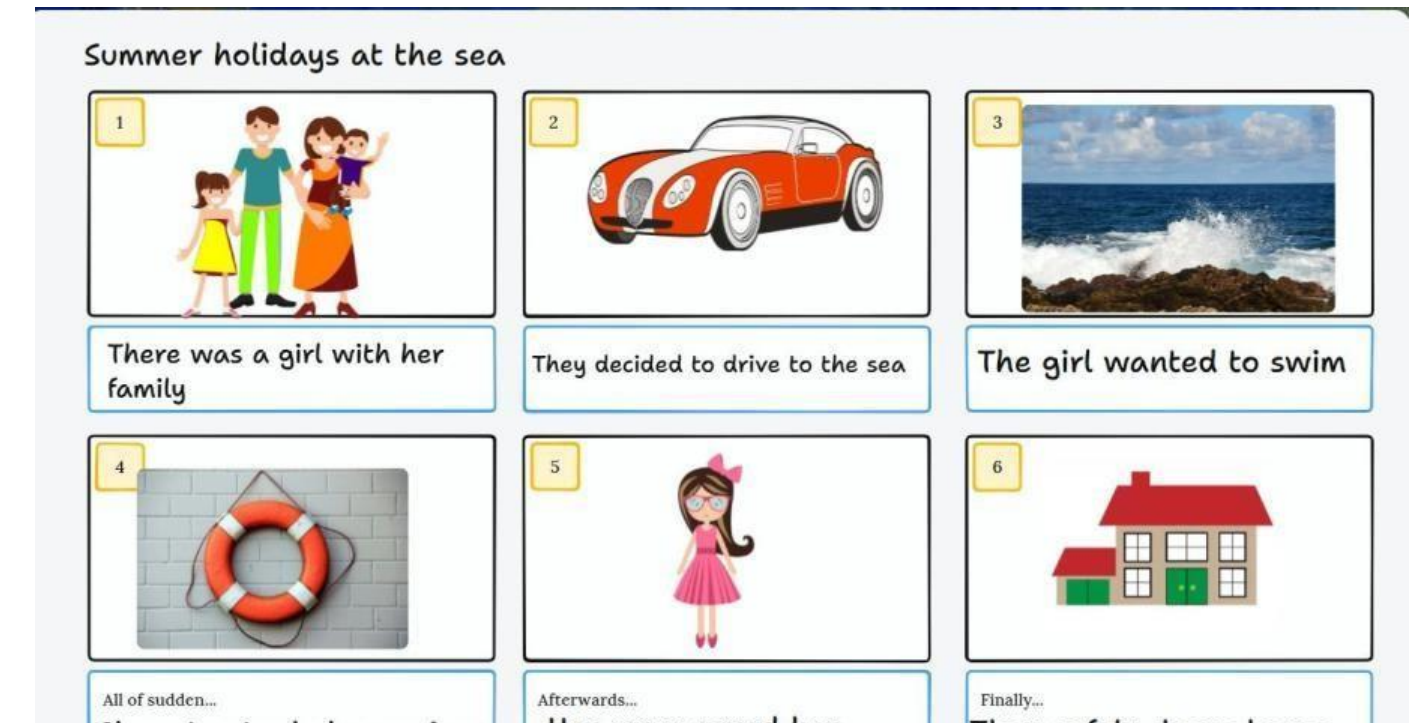 Summer holidays at the sea
1
2
3
There was a girl with her
family
They decided to drive to the sea
The girl wanted to swim
4
5
6
All of sudden...
Afterwards...
Finally...